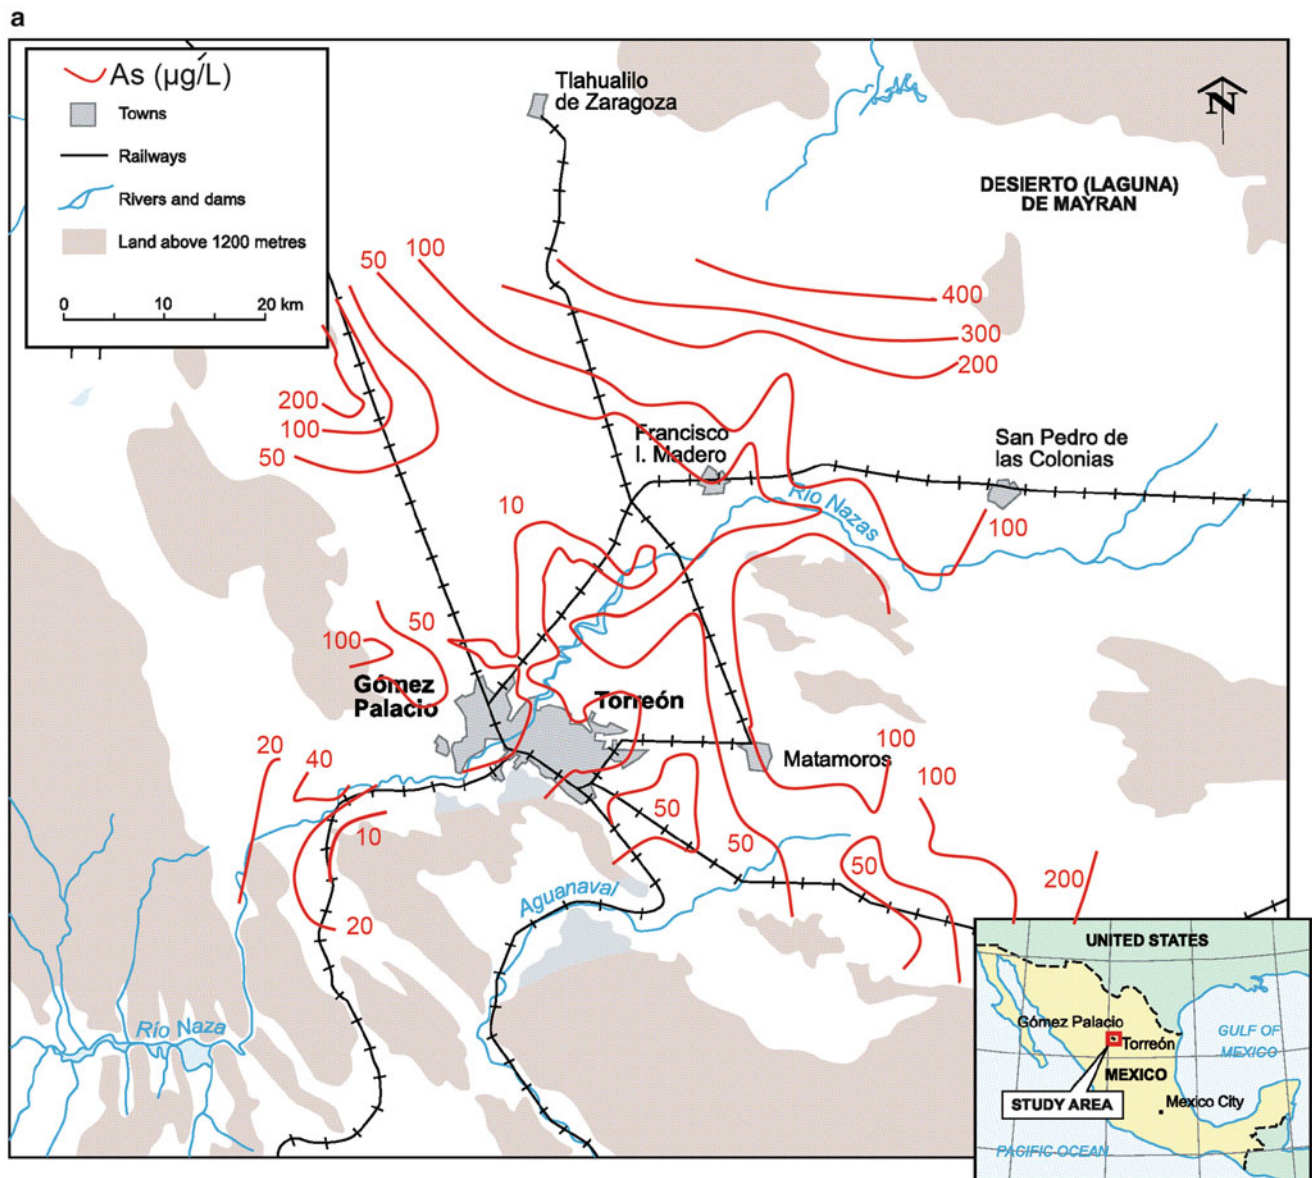 a
As (µg/L)
Towns
Railways
Rivers and dams
Land above 1200 metres
0 10 20 km
Tlahualilo
de Zaragoza
N
DESIERTO (LAGUNA)
DE MAYRAN
50
100
400
300
200
200
100
50
Francisco
I. Madero
San Pedro de
las Colonias
Río Nazas
100
10
50
100
Gómez
Palacio
Torreón
Matamoros
100
100
20
40
10
20
50
50
50
200
Aguanaval
Río Naza
UNITED STATES
Gómez Palacio
Torreón
GULF OF
MEXICO
MEXICO
STUDY AREA
Mexico City
PACIFIC OCEAN